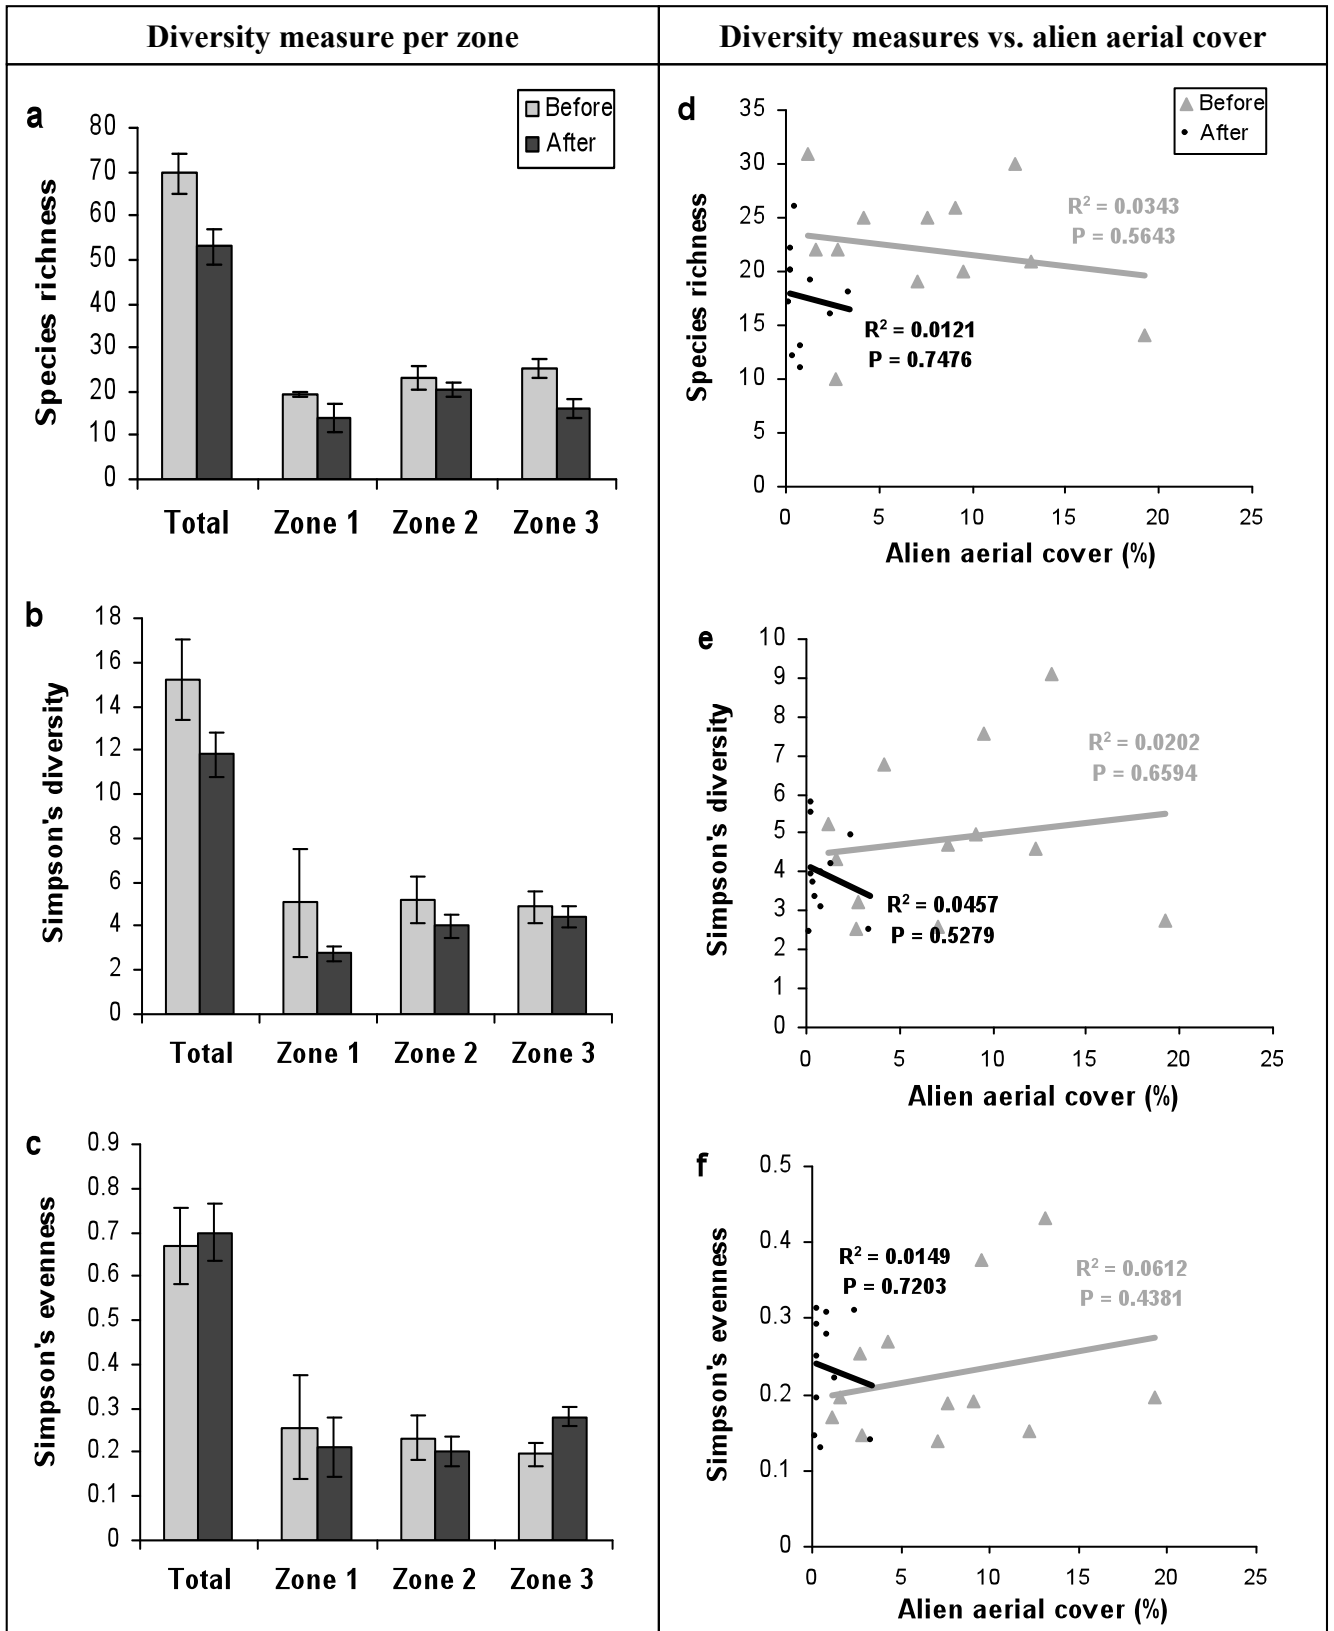 Diversity measure per zone
Diversity measures vs. alien aerial cover
a
Before
After
Species richness
80
70
60
50
40
30
20
10
0
Total Zone 1 Zone 2 Zone 3
b
Simpson's diversity
18
16
14
12
10
8
6
4
2
0
Total Zone 1 Zone 2 Zone 3
c
Simpson's evenness
0.9
0.8
0.7
0.6
0.5
0.4
0.3
0.2
0.1
0
Total Zone 1 Zone 2 Zone 3
d
Before
After
Species richness
35
30
25
20
15
10
5
0
R² = 0.0343
P = 0.5643
R² = 0.0121
P = 0.7476
0 5 10 15 20 25
Alien aerial cover (%)
e
Simpson's diversity
10
9
8
7
6
5
4
3
2
1
0
R² = 0.0202
P = 0.6594
R² = 0.0457
P = 0.5279
0 5 10 15 20 25
Alien aerial cover (%)
f
Simpson's evenness
0.5
0.4
0.3
0.2
0.1
0
R² = 0.0149
P = 0.7203
R² = 0.0612
P = 0.4381
0 5 10 15 20 25
Alien aerial cover (%)